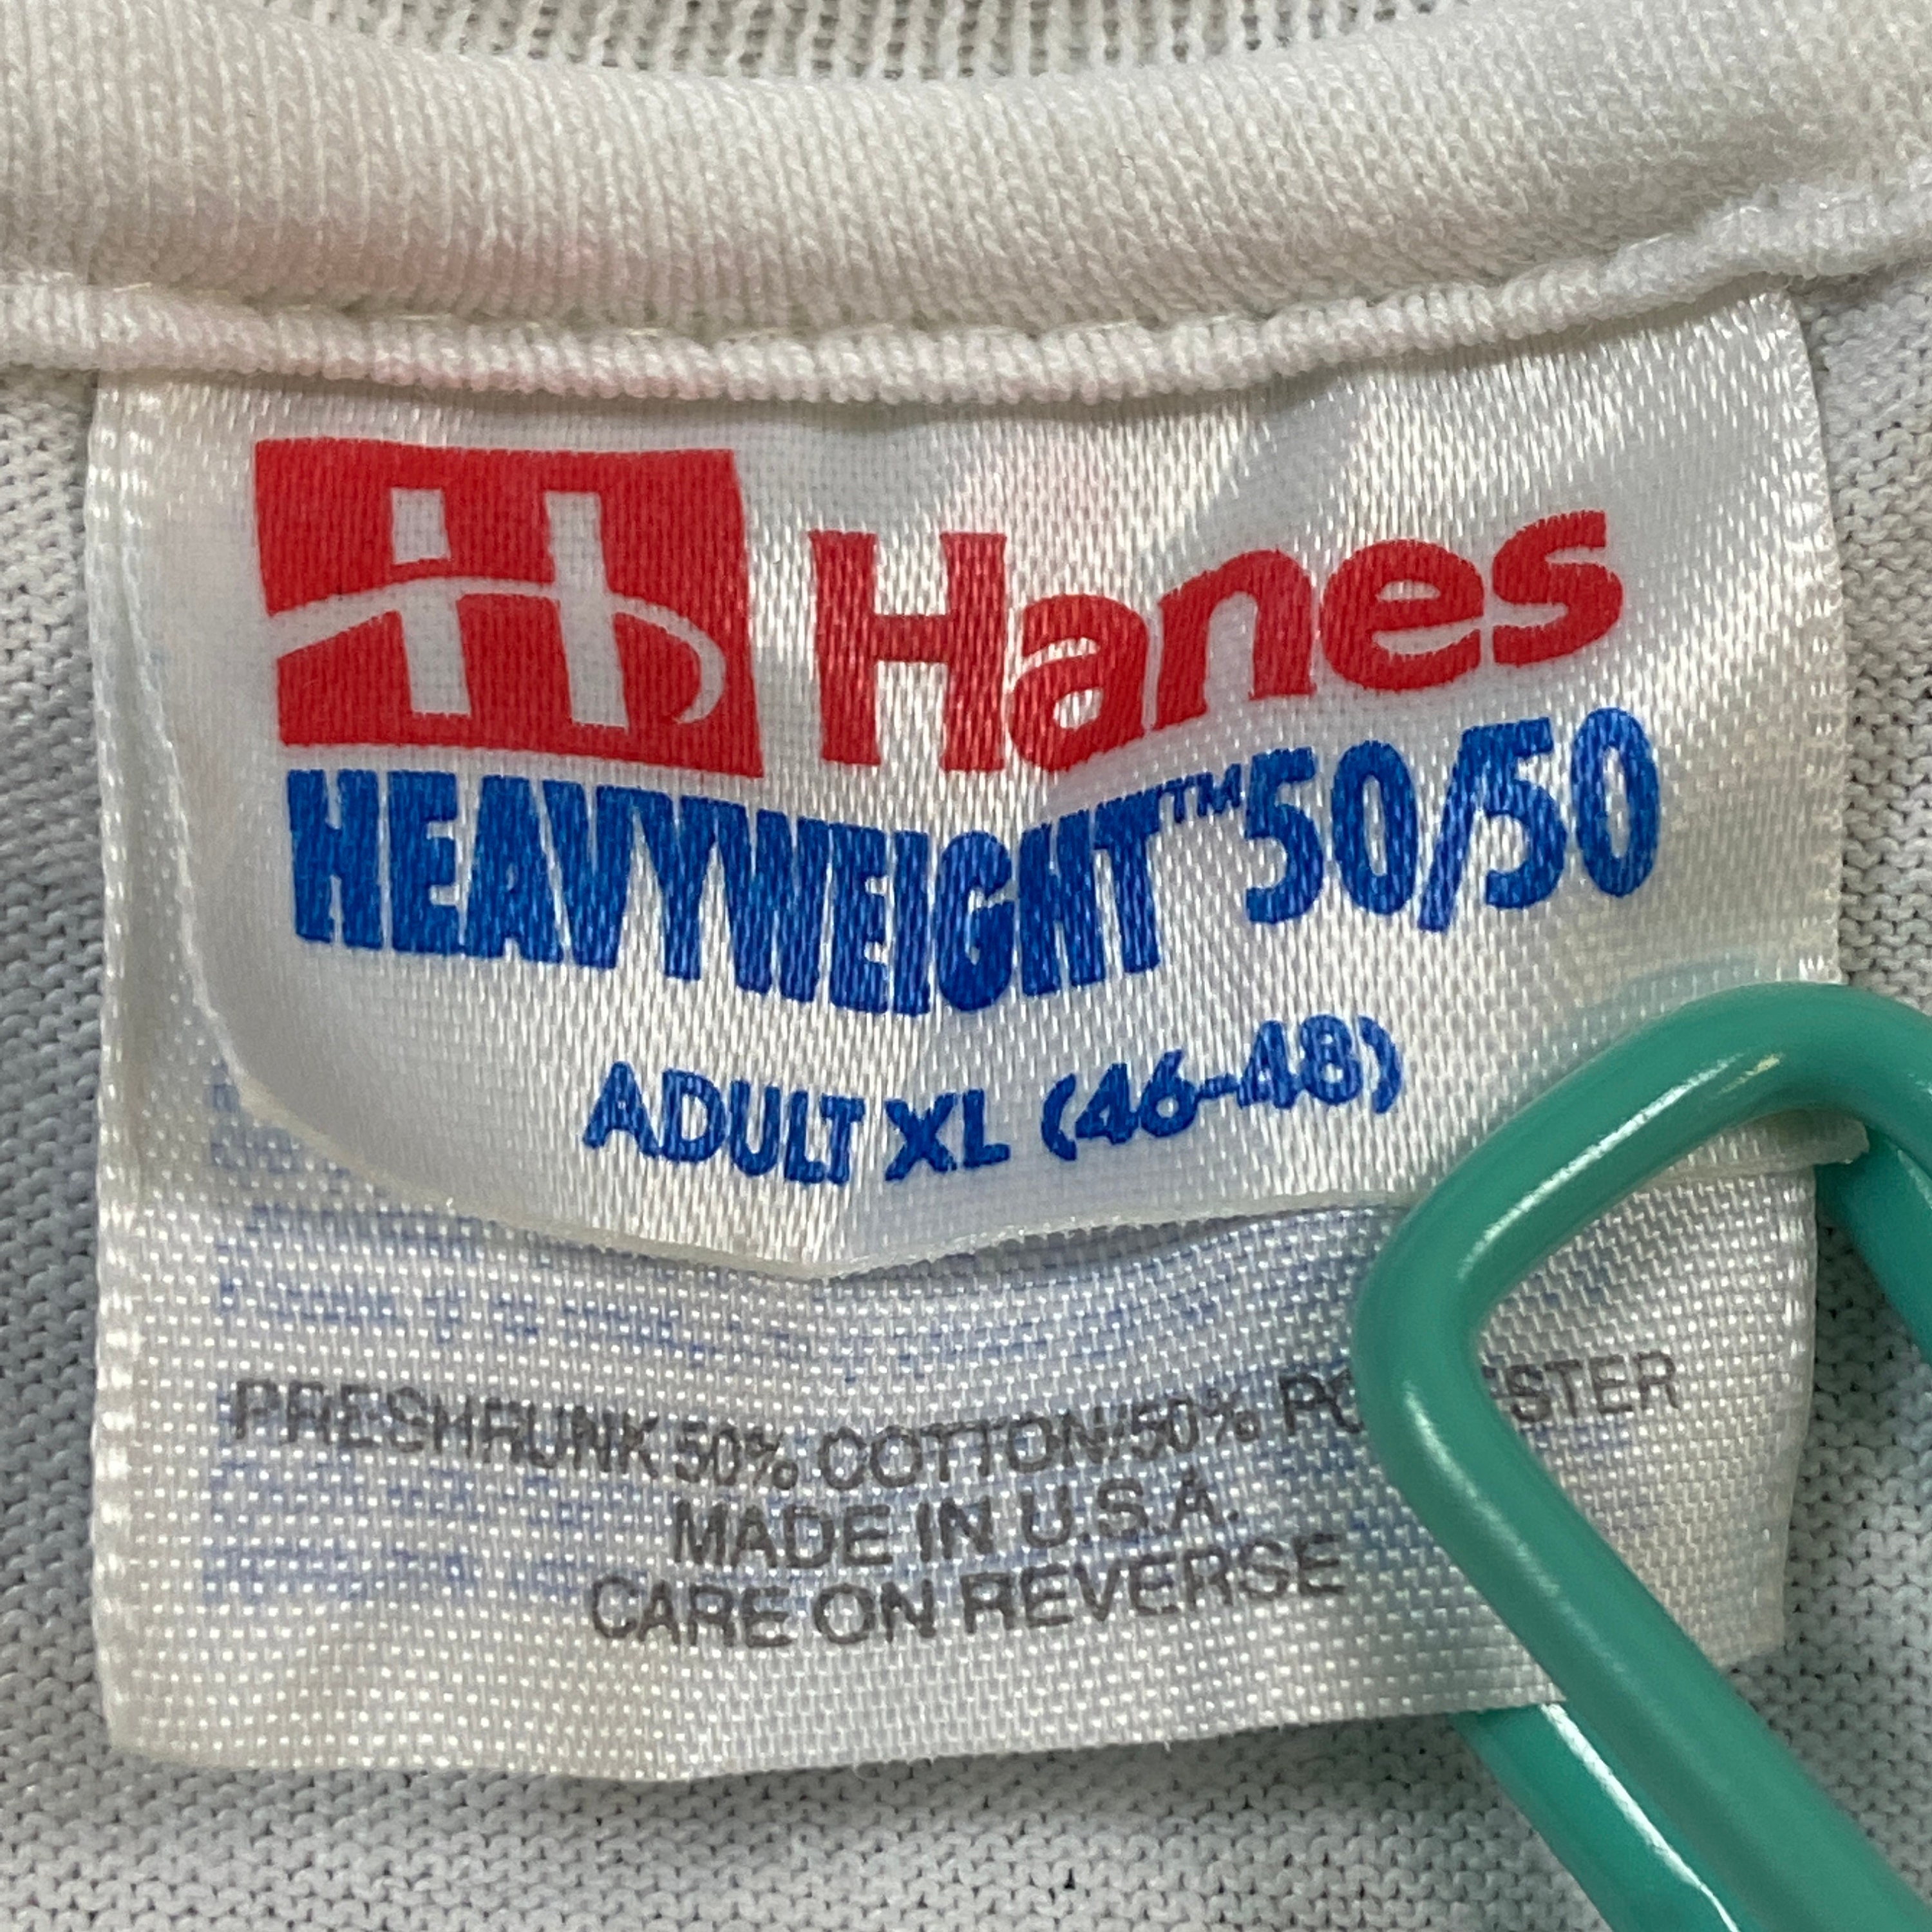 H Hanes
HEAVYWEIGHT™ 50/50
ADULT XL (46-48)
PRESHRUNK 50% COTTON/50%
MADE IN U.S.A.
CARE ON REVERSE